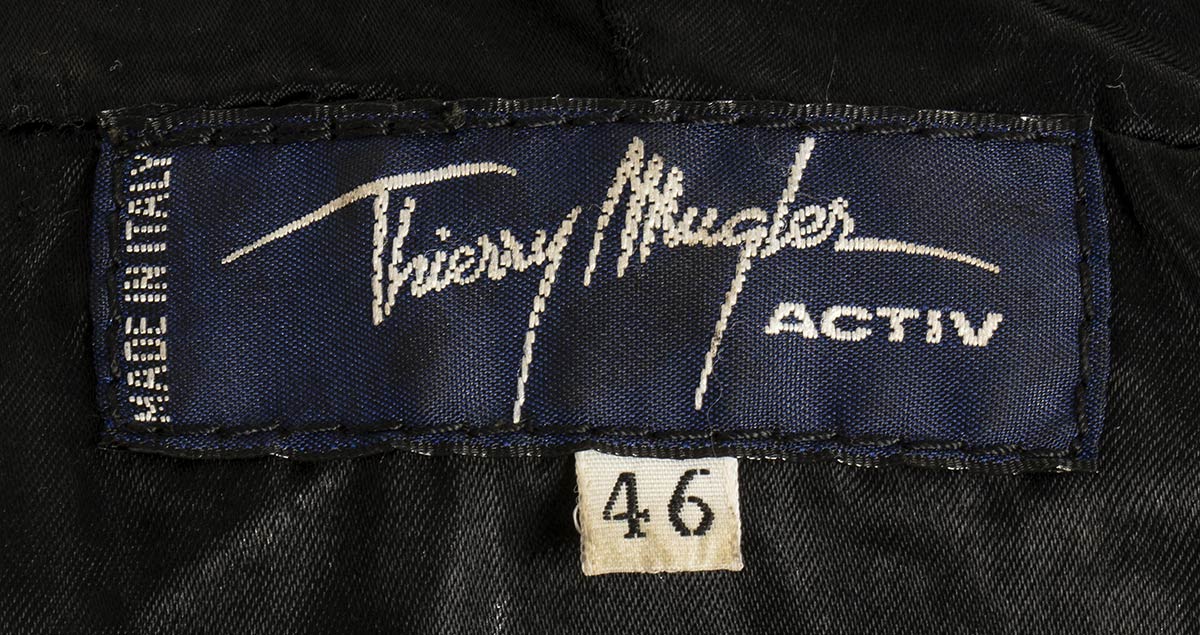 MADE IN ITALY
Thierry Mugler
ACTIV
46